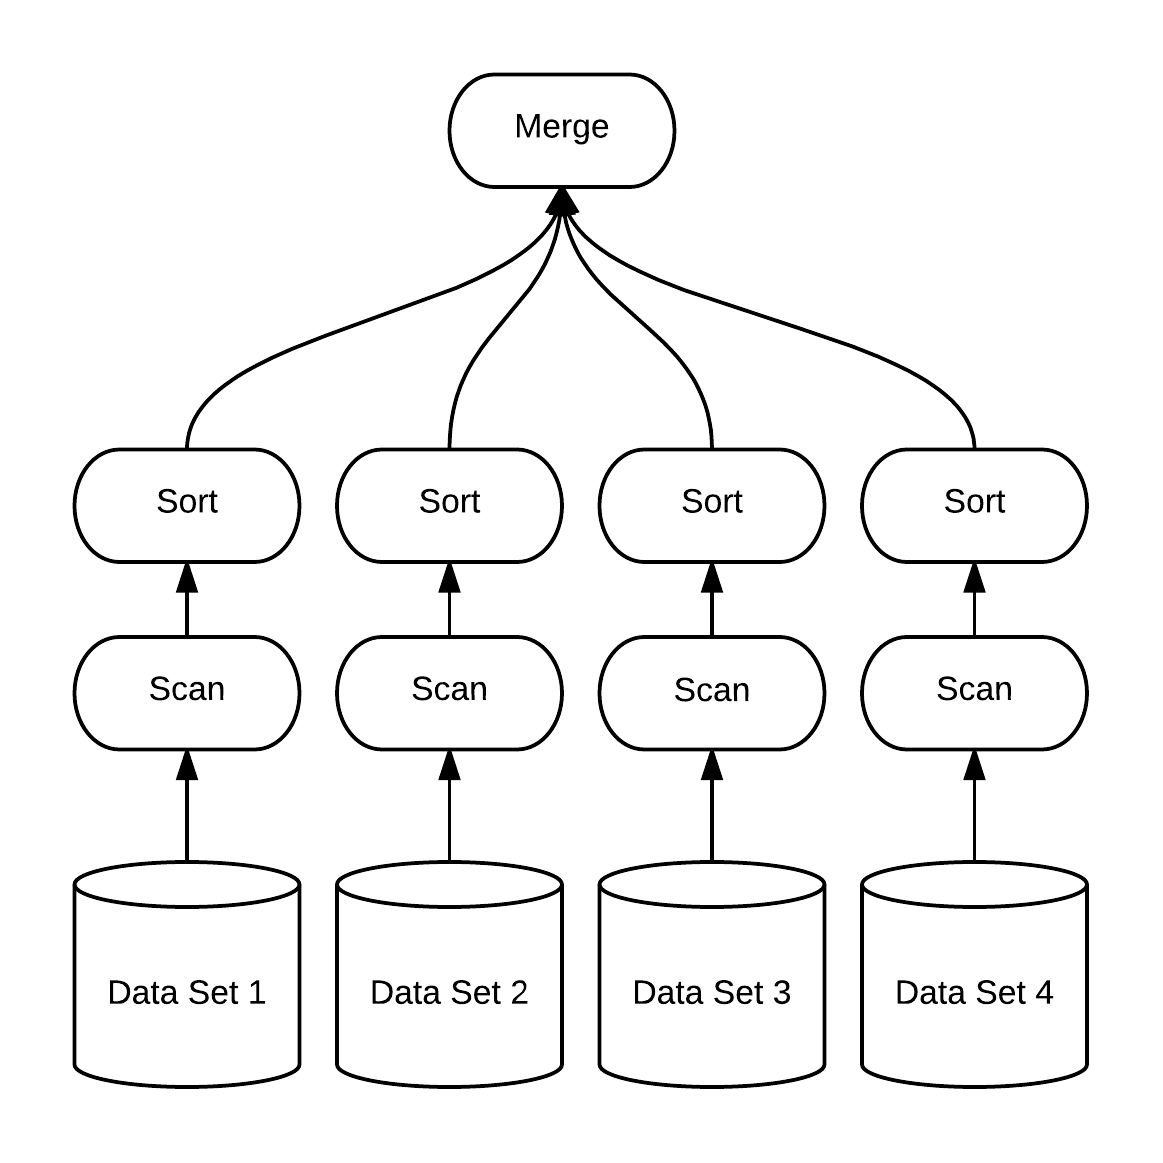 Merge
Sort
Sort
Sort
Sort
Scan
Scan
Scan
Scan
Data Set 1
Data Set 2
Data Set 3
Data Set 4